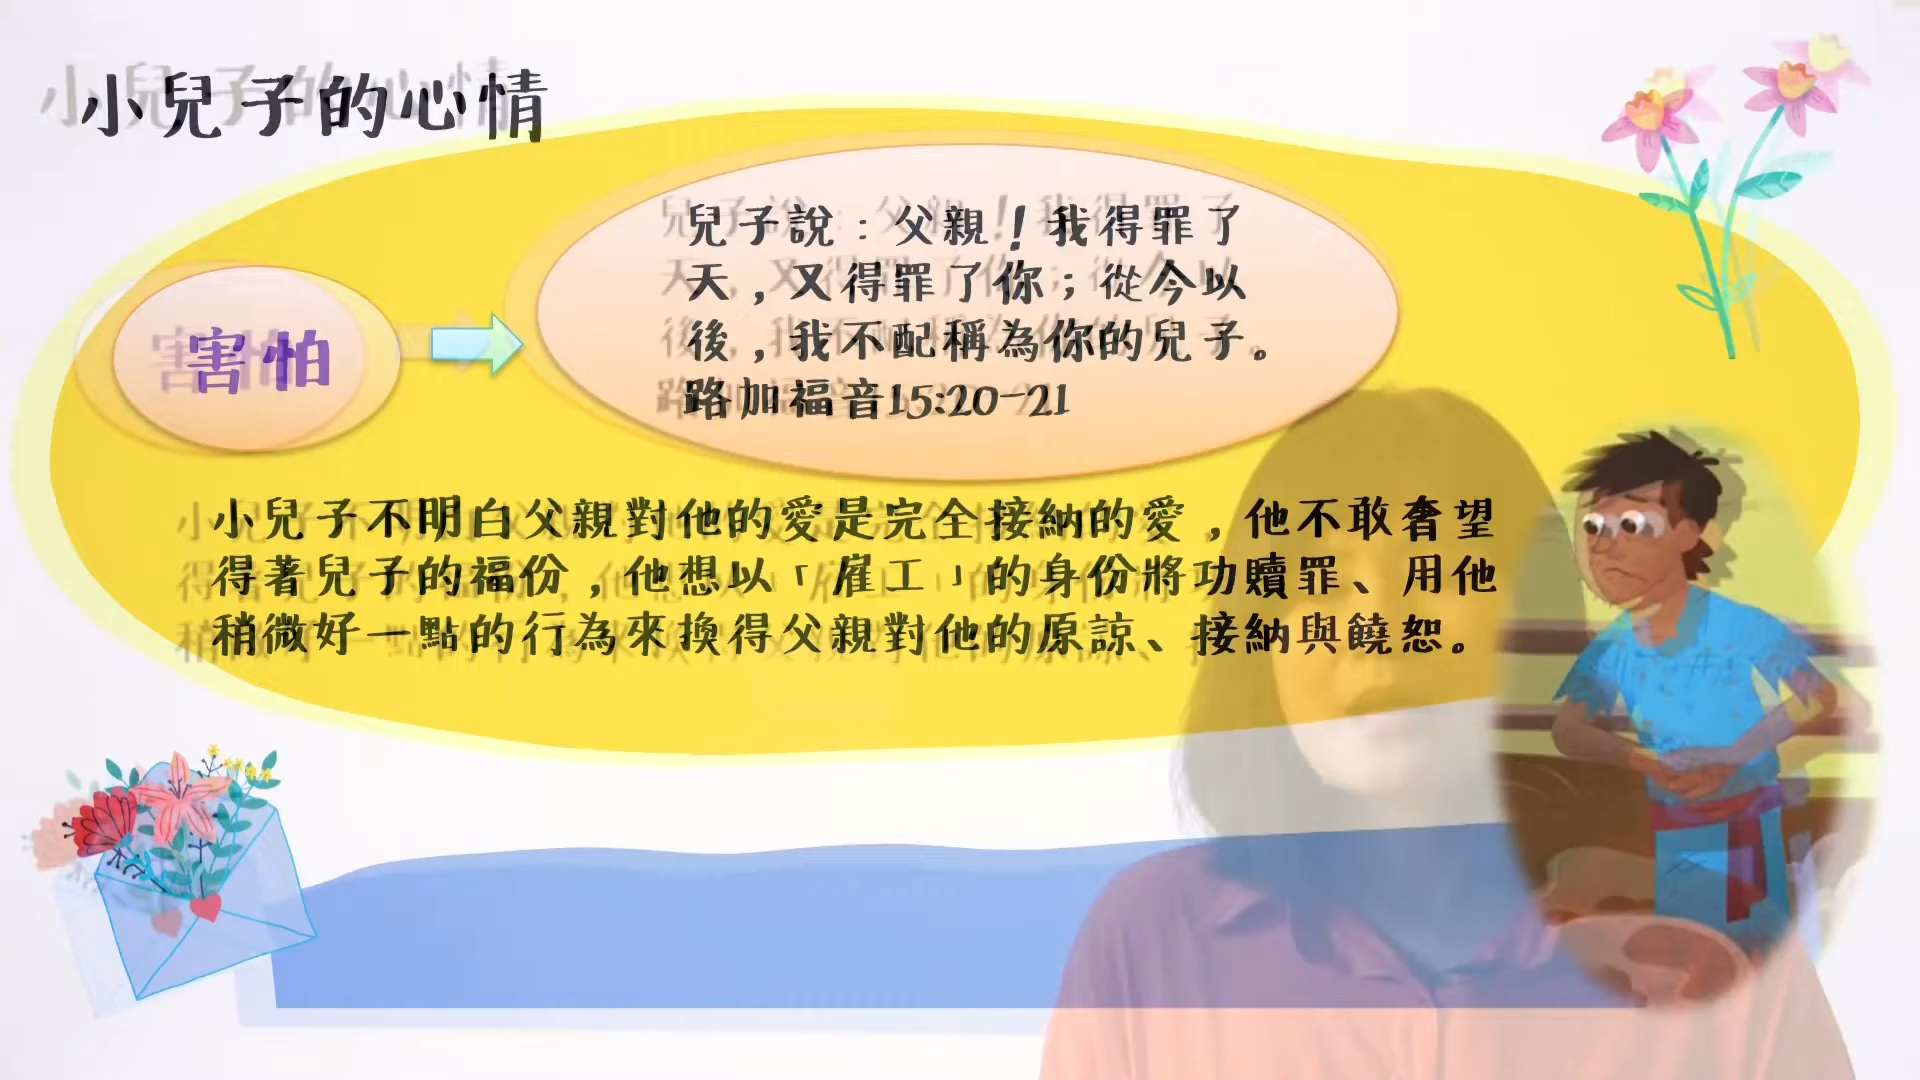 小兒子的心情
害怕
兒子說：父親！我得罪了
天，又得罪了你；從今以
後，我不配稱為你的兒子。
路加福音15:20-21
小兒子不明白父親對他的愛是完全接納的愛，他不敢奢望
得著兒子的福份，他想以「雇工」的身份將功贖罪、用他
稍微好一點的行為來換得父親對他的原諒、接納與饒恕。